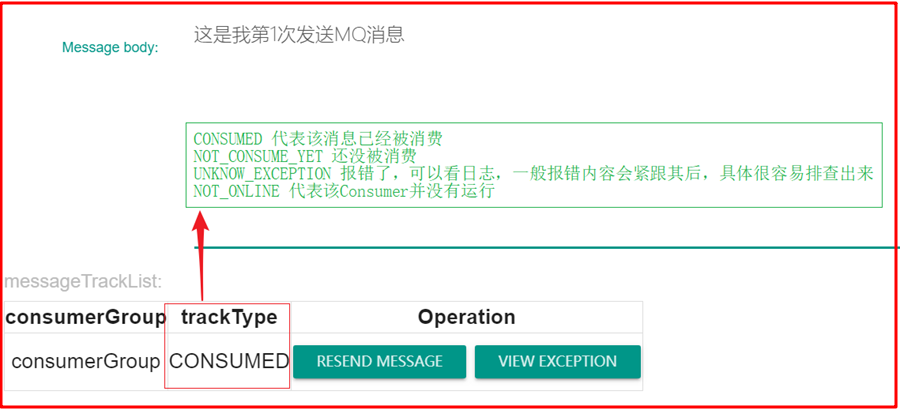 这是我第1次发送MQ消息
Message body:
CONSUMED 代表该消息已经被消费
NOT_CONSUME_YET 还没被消费
UNKNOW_EXCEPTION 报错了，可以看日志，一般报错内容会紧跟其后，具体很容易排查出来
NOT_ONLINE 代表该Consumer并没有运行
messageTrackList:
consumerGroup trackType Operation
consumerGroup CONSUMED RESEND MESSAGE VIEW EXCEPTION